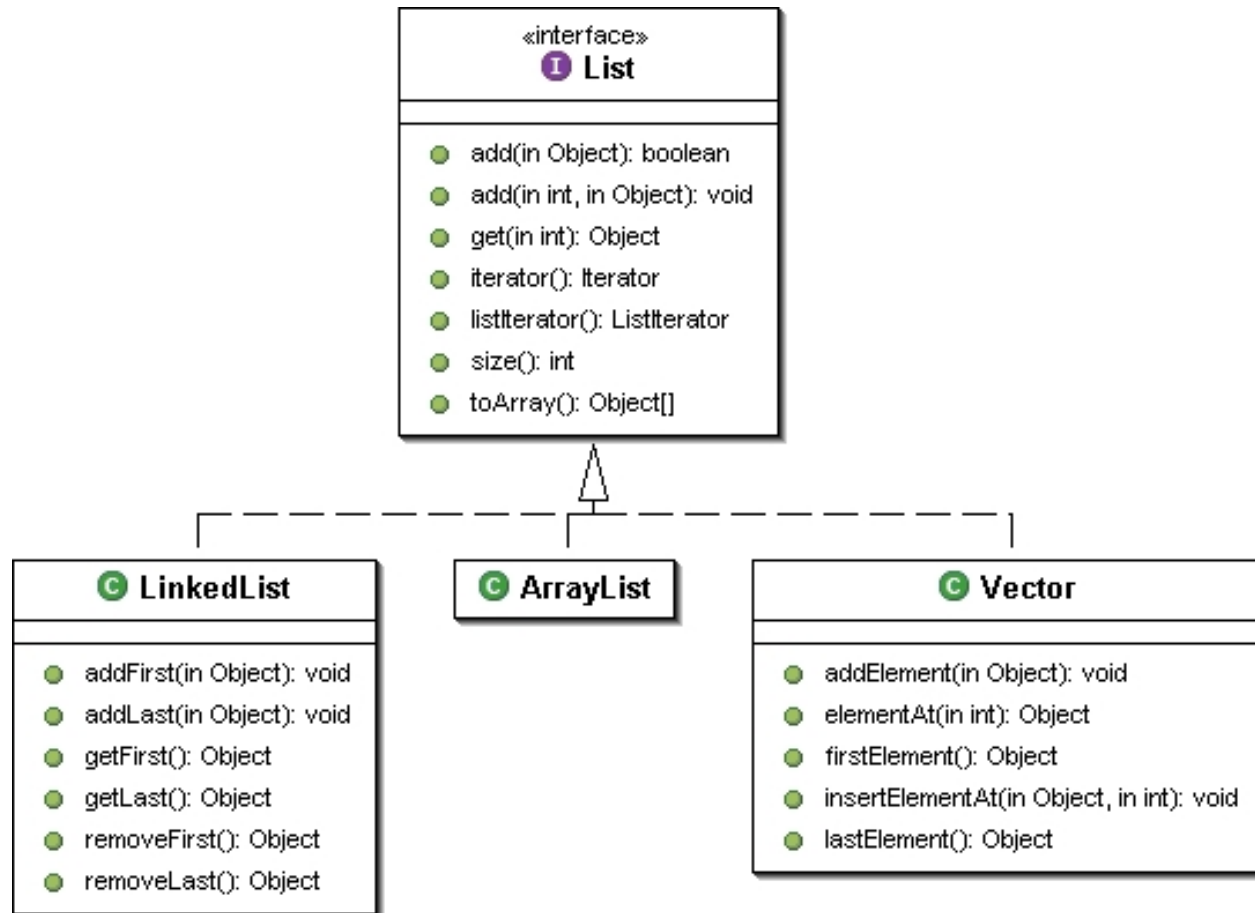 «interface»
I List
add(in Object): boolean
add(in int, in Object): void
get(in int): Object
iterator(): Iterator
listIterator(): ListIterator
size(): int
toArray(): Object[]
C LinkedList
addFirst(in Object): void
addLast(in Object): void
getFirst(): Object
getLast(): Object
removeFirst(): Object
removeLast(): Object
C ArrayList
C Vector
addElement(in Object): void
elementAt(in int): Object
firstElement(): Object
insertElementAt(in Object, in int): void
lastElement(): Object